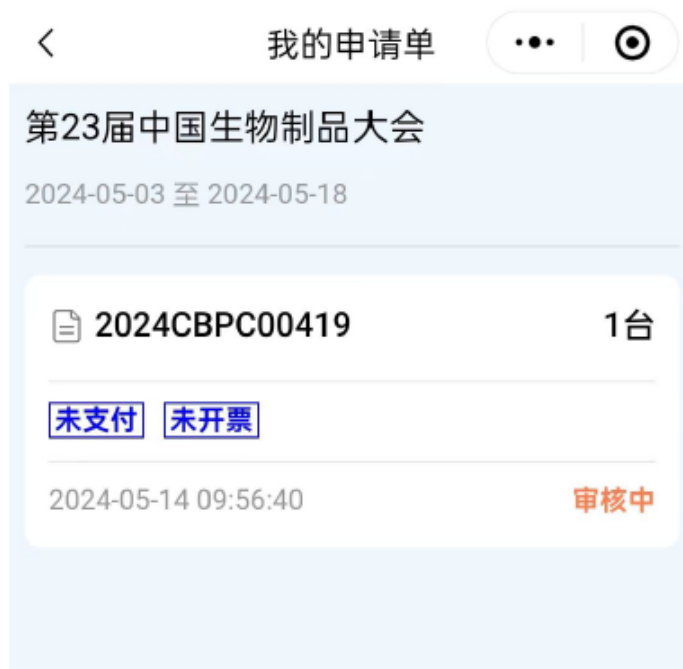 我的申请单
第23届中国生物制品大会
2024-05-03 至 2024-05-18
2024CBPC00419 1台
未支付 未开票
2024-05-14 09:56:40 审核中